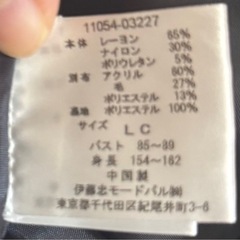 11054-03227
本体 レーヨン 65%
ナイロン 30%
ポリウレタン 5%
別布 アクリル 60%
毛 27%
ポリエステル 13%
裏地 ポリエステル 100%
サイズ
L C
バスト 85~89
身長 154~162
中国製
伊藤忠モードパル㈱
東京都千代田区紀尾井町3-6